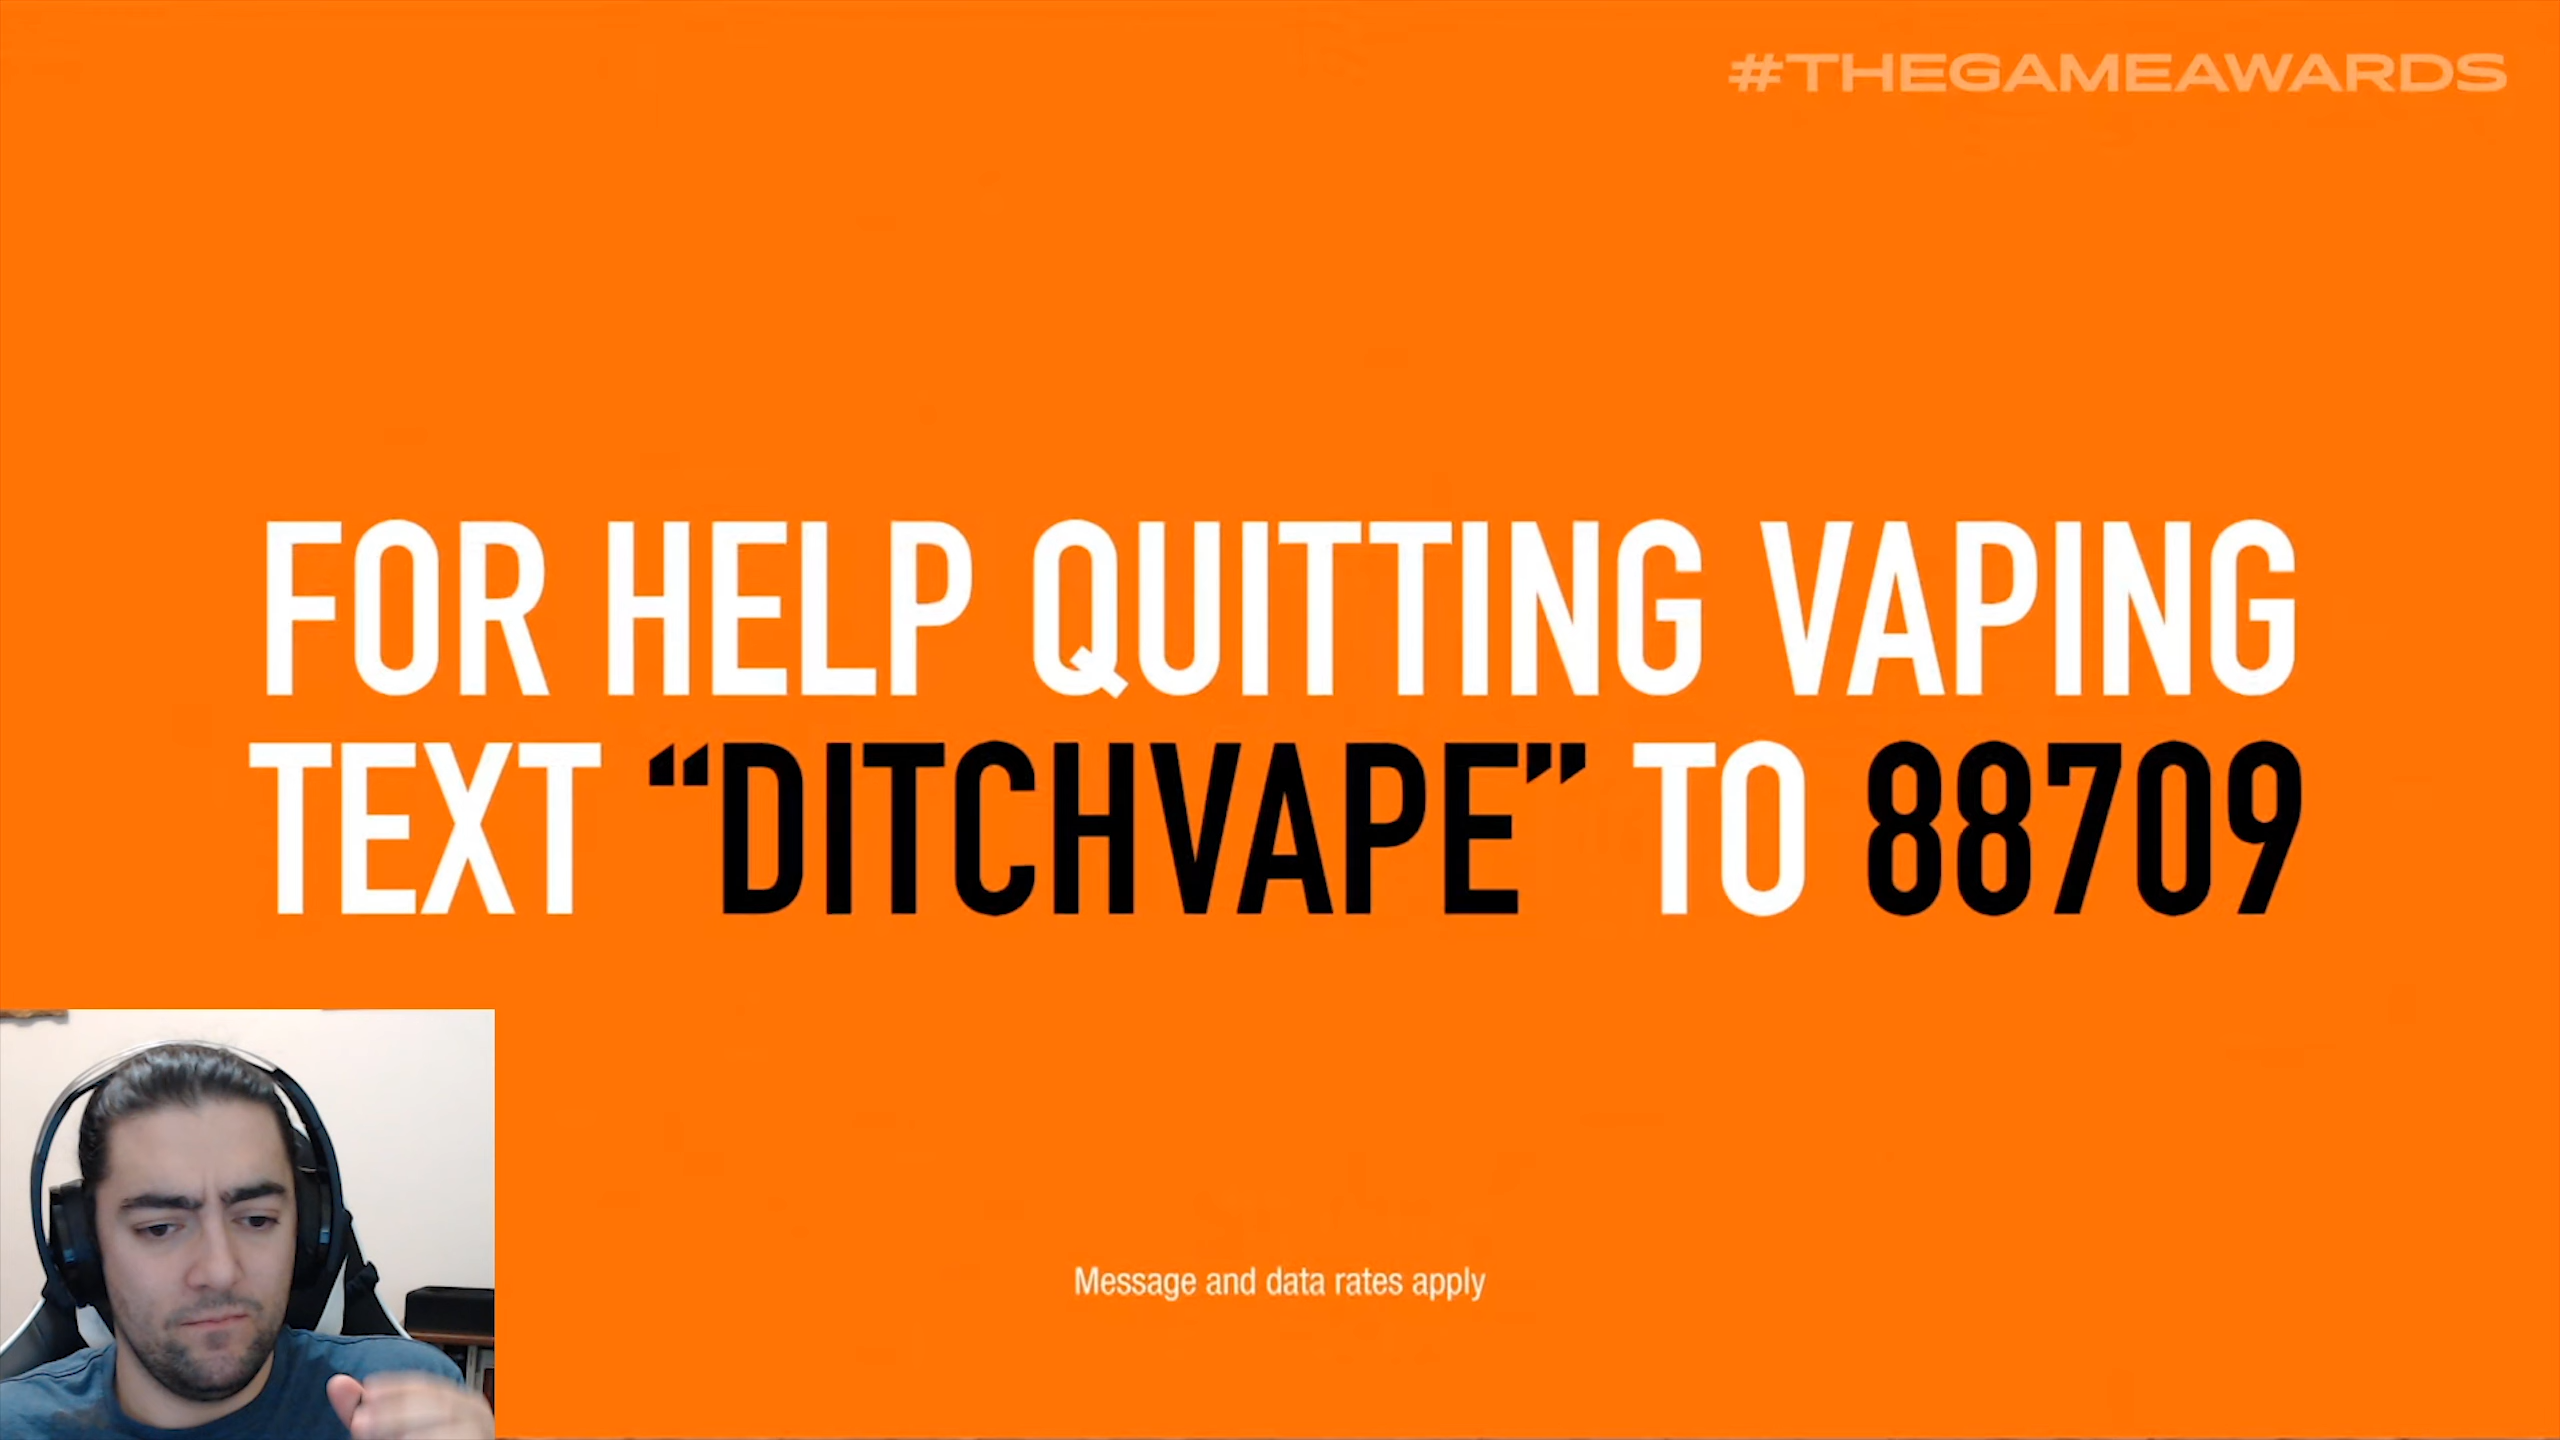 #THEGAMEAWARDS
FOR HELP QUITTING VAPING
TEXT “DITCHVAPE” TO 88709
Message and data rates apply